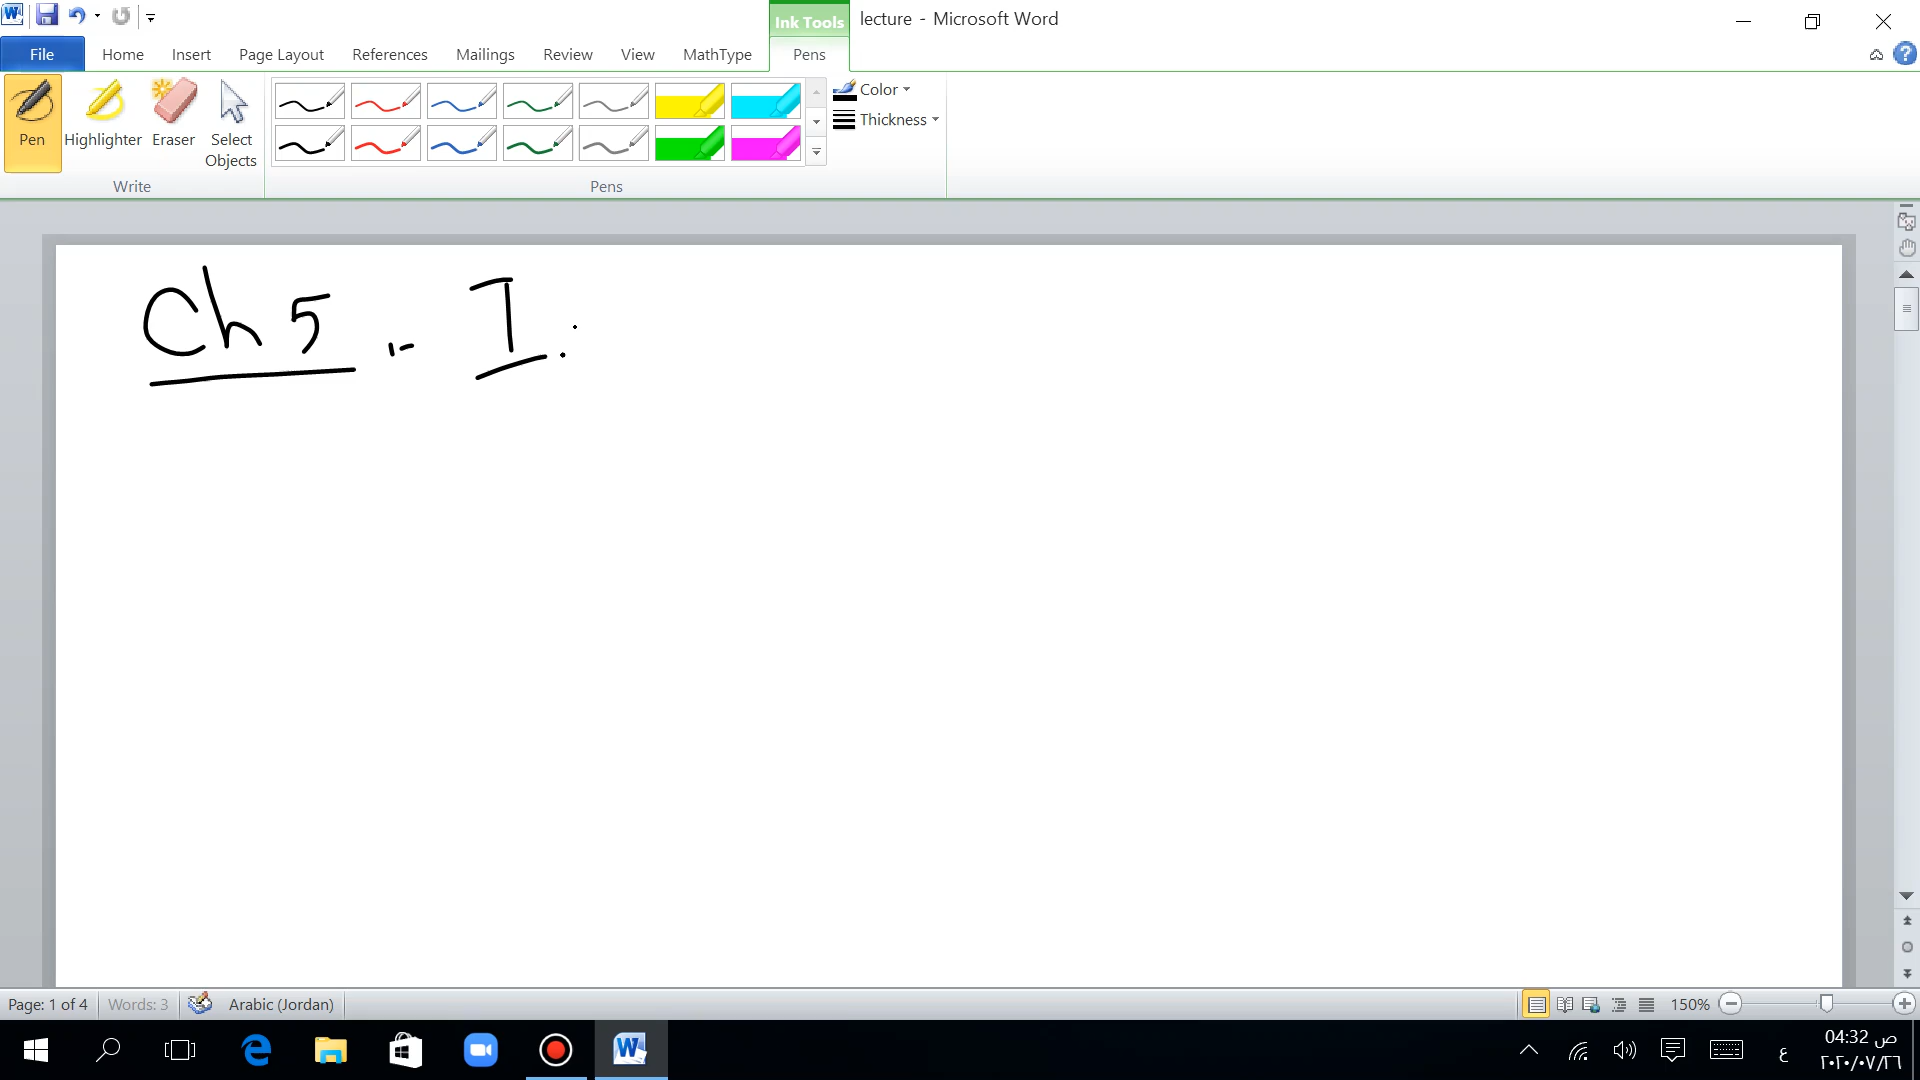 lecture - Microsoft Word
Ink Tools
File Home Insert Page Layout References Mailings Review View MathType Pens
Pen Highlighter Eraser Select Objects
Color
Thickness
Write Pens
Ch 5 :- I
Page: 1 of 4 Words: 3 Arabic (Jordan) 150%
04:32 ص
٢٠٢٠/٠٧/٢٦
ع